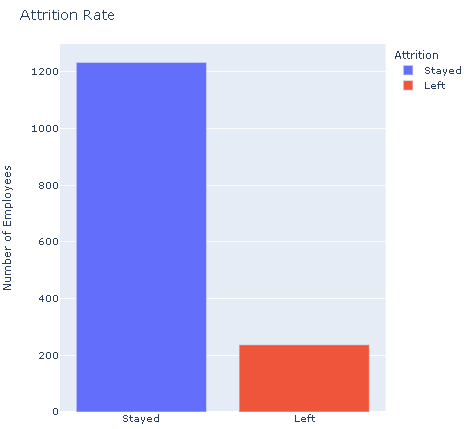 Attrition Rate
Attrition
Stayed
Left
Number of Employees
1200
1000
800
600
400
200
0
Stayed
Left